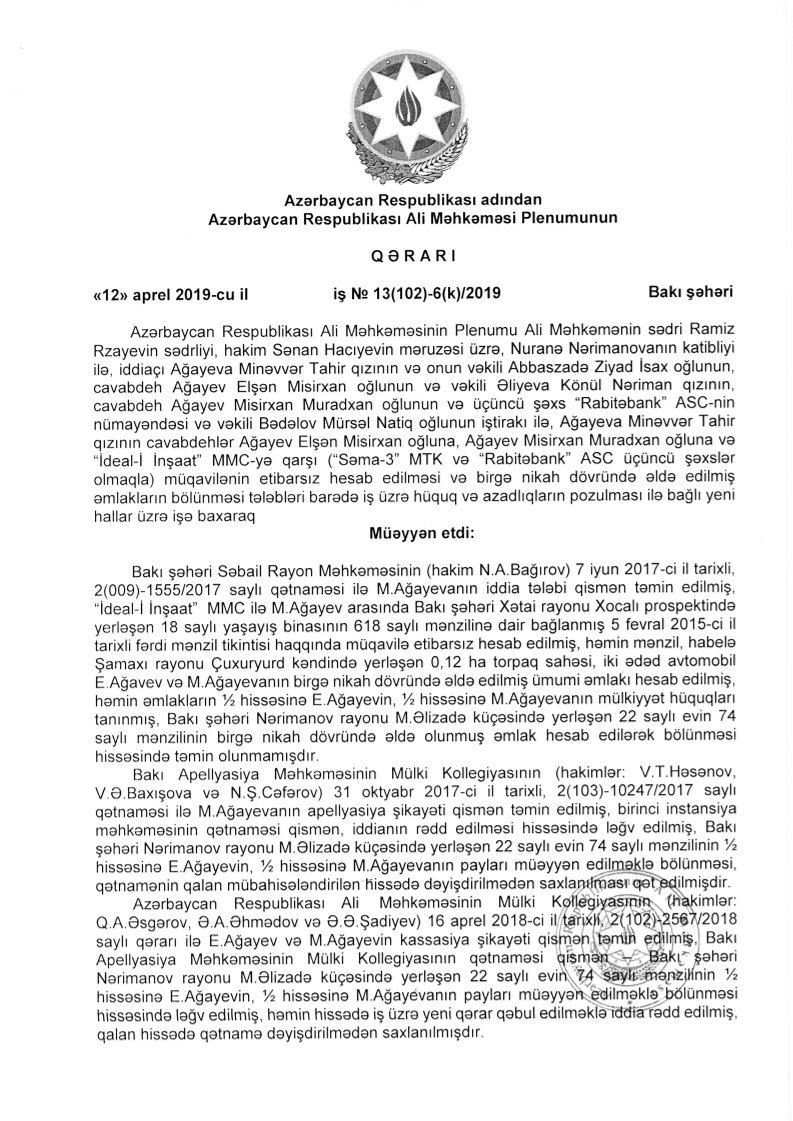 Azərbaycan Respublikası adından
Azərbaycan Respublikası Ali Məhkəməsi Plenumunun
Q Ə R A R I
«12» aprel 2019-cu il iş № 13(102)-6(k)/2019 Bakı şəhəri
Azərbaycan Respublikası Ali Məhkəməsinin Plenumu Ali Məhkəmənin sədri Ramiz
Rzayevin sədrliyi, hakim Sənan Hacıyevin məruzəsi üzrə, Nuranə Nərimanovanın katibliyi
ilə, iddiaçı Ağayeva Minəvvər Tahir qızının və onun vəkili Abbaszadə Ziyad İsax oğlunun,
cavabdeh Ağayev Elşən Misirxan oğlunun və vəkili Əliyeva Könül Nəriman qızının,
cavabdeh Ağayev Misirxan Muradxan oğlunun və üçüncü şəxs “Rabitəbank” ASC-nin
nümayəndəsi və vəkili Bədəlov Mürsəl Natiq oğlunun iştirakı ilə, Ağayeva Minəvvər Tahir
qızının cavabdehlər Ağayev Elşən Misirxan oğluna, Ağayev Misirxan Muradxan oğluna və
“İdeal-İ İnşaat” MMC-yə qarşı (“Səma-3” MTK və “Rabitəbank” ASC üçüncü şəxslər
olmaqla) müqavilənin etibarsız hesab edilməsi və birgə nikah dövründə əldə edilmiş
əmlakların bölünməsi tələbləri barədə iş üzrə hüquq və azadlıqların pozulması ilə bağlı yeni
hallar üzrə işə baxaraq
Müəyyən etdi:
Bakı şəhəri Səbail Rayon Məhkəməsinin (hakim N.A.Bağırov) 7 iyun 2017-ci il tarixli,
2(009)-1555/2017 saylı qətnaməsi ilə M.Ağayevanın iddia tələbi qismən təmin edilmiş,
“İdeal-İ İnşaat” MMC ilə M.Ağayev arasında Bakı şəhəri Xətai rayonu Xocalı prospektində
yerləşən 18 saylı yaşayış binasının 618 saylı mənzilinə dair bağlanmış 5 fevral 2015-ci il
tarixli fərdi mənzil tikintisi haqqında müqavilə etibarsız hesab edilmiş, həmin mənzil, habelə
Şamaxı rayonu Çuxuryurd kəndində yerləşən 0,12 ha torpaq sahəsi, iki ədəd avtomobil
E.Ağavev və M.Ağayevanın birgə nikah dövründə əldə edilmiş ümumi əmlakı hesab edilmiş,
həmin əmlakların ½ hissəsinə E.Ağayevin, ½ hissəsinə M.Ağayevanın mülkiyyət hüquqları
tanınmış, Bakı şəhəri Nərimanov rayonu M.Əlizadə küçəsində yerləşən 22 saylı evin 74
saylı mənzilinin birgə nikah dövründə əldə olunmuş əmlak hesab edilərək bölünməsi
hissəsində təmin olunmamışdır.
Bakı Apellyasiya Məhkəməsinin Mülki Kollegiyasının (hakimlər: V.T.Həsənov,
V.Ə.Baxışova və N.Ş.Cəfərov) 31 oktyabr 2017-ci il tarixli, 2(103)-10247/2017 saylı
qətnaməsi ilə M.Ağayevanın apellyasiya şikayəti qismən təmin edilmiş, birinci instansiya
məhkəməsinin qətnaməsi qismən, iddianın rədd edilməsi hissəsində ləğv edilmiş, Bakı
şəhəri Nərimanov rayonu M.Əlizadə küçəsində yerləşən 22 saylı evin 74 saylı mənzilinin ½
hissəsinə E.Ağayevin, ½ hissəsinə M.Ağayevanın payları müəyyən edilməklə bölünməsi,
qətnamənin qalan mübahisələndirilən hissədə dəyişdirilmədən saxlanılması qət edilmişdir.
Azərbaycan Respublikası Ali Məhkəməsinin Mülki Kollegiyasının (hakimlər:
Q.A.Əsgərov, Ə.A.Əhmədov və Ə.Ə.Şadiyev) 16 aprel 2018-ci il tarixli, 2(102)-2567/2018
saylı qərarı ilə E.Ağayev və M.Ağayevin kassasiya şikayəti qismən təmin edilmiş, Bakı
Apellyasiya Məhkəməsinin Mülki Kollegiyasının qətnaməsi qismən – Bakı şəhəri
Nərimanov rayonu M.Əlizadə küçəsində yerləşən 22 saylı evin 74 saylı mənzilinin ½
hissəsinə E.Ağayevin, ½ hissəsinə M.Ağayevanın payları müəyyən edilməklə bölünməsi
hissəsində ləğv edilmiş, həmin hissədə iş üzrə yeni qərar qəbul edilməklə iddia rədd edilmiş,
qalan hissədə qətnamə dəyişdirilmədən saxlanılmışdır.